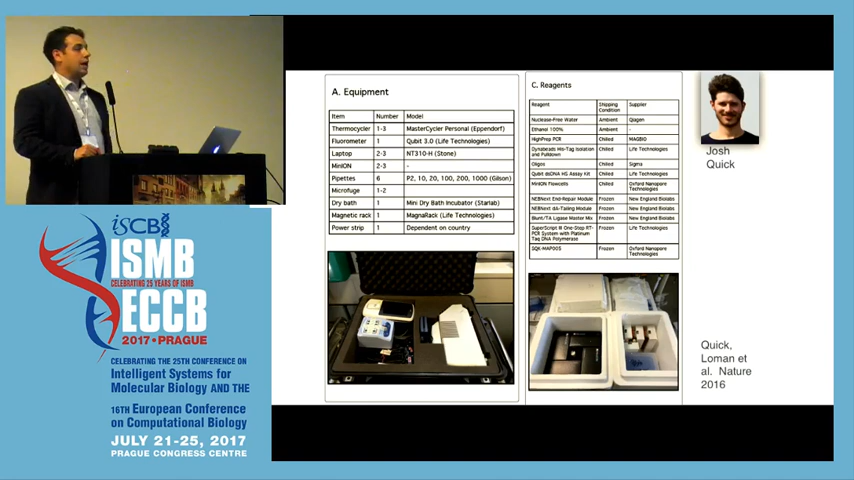 A. Equipment
Item Number Model
Thermocycler 1-3 MasterCycler Personal (Eppendorf)
Fluorometer 1 Qubit 3.0 (Life Technologies)
Laptop 2-3 NT310-H (Stone)
MinION 2-3 -
Pipettes 6 P2, 10, 20, 100, 200, 1000 (Gilson)
Microfuge 1-2
Dry bath 1 Mini Dry Bath Incubator (Starlab)
Magnetic rack 1 MagnaRack (Life Technologies)
Power strip 1 Dependent on country
C. Reagents
Reagent Shipping Condition Supplier
Nuclease-Free Water Ambient Qiagen
Ethanol 100% Ambient -
HighPrep PCR Chilled MAGBIO
Dynabeads His-Tag Isolation and Pulldown Chilled Life Technologies
Oligos Chilled Sigma
Qubit dsDNA HS Assay Kit Chilled Life Technologies
MinION Flowcells Chilled Oxford Nanopore Technologies
NEBNext End-Repair Module Frozen New England Biolabs
NEBNext dA-Tailing Module Frozen New England Biolabs
Blunt/TA Ligase Master Mix Frozen New England Biolabs
SuperScript III One-Step RT-PCR System with Platinum Taq DNA Polymerase Frozen Life Technologies
SQK-MAP005 Frozen Oxford Nanopore Technologies
Josh
Quick
Quick,
Loman et
al. Nature
2016
ISCB
ISMB
CELEBRATING 25 YEARS OF ISMB
ECCB
2017 • PRAGUE
CELEBRATING THE 25TH CONFERENCE ON
Intelligent Systems for
Molecular Biology AND THE
16TH European Conference
on Computational Biology
JULY 21-25, 2017
PRAGUE CONGRESS CENTRE